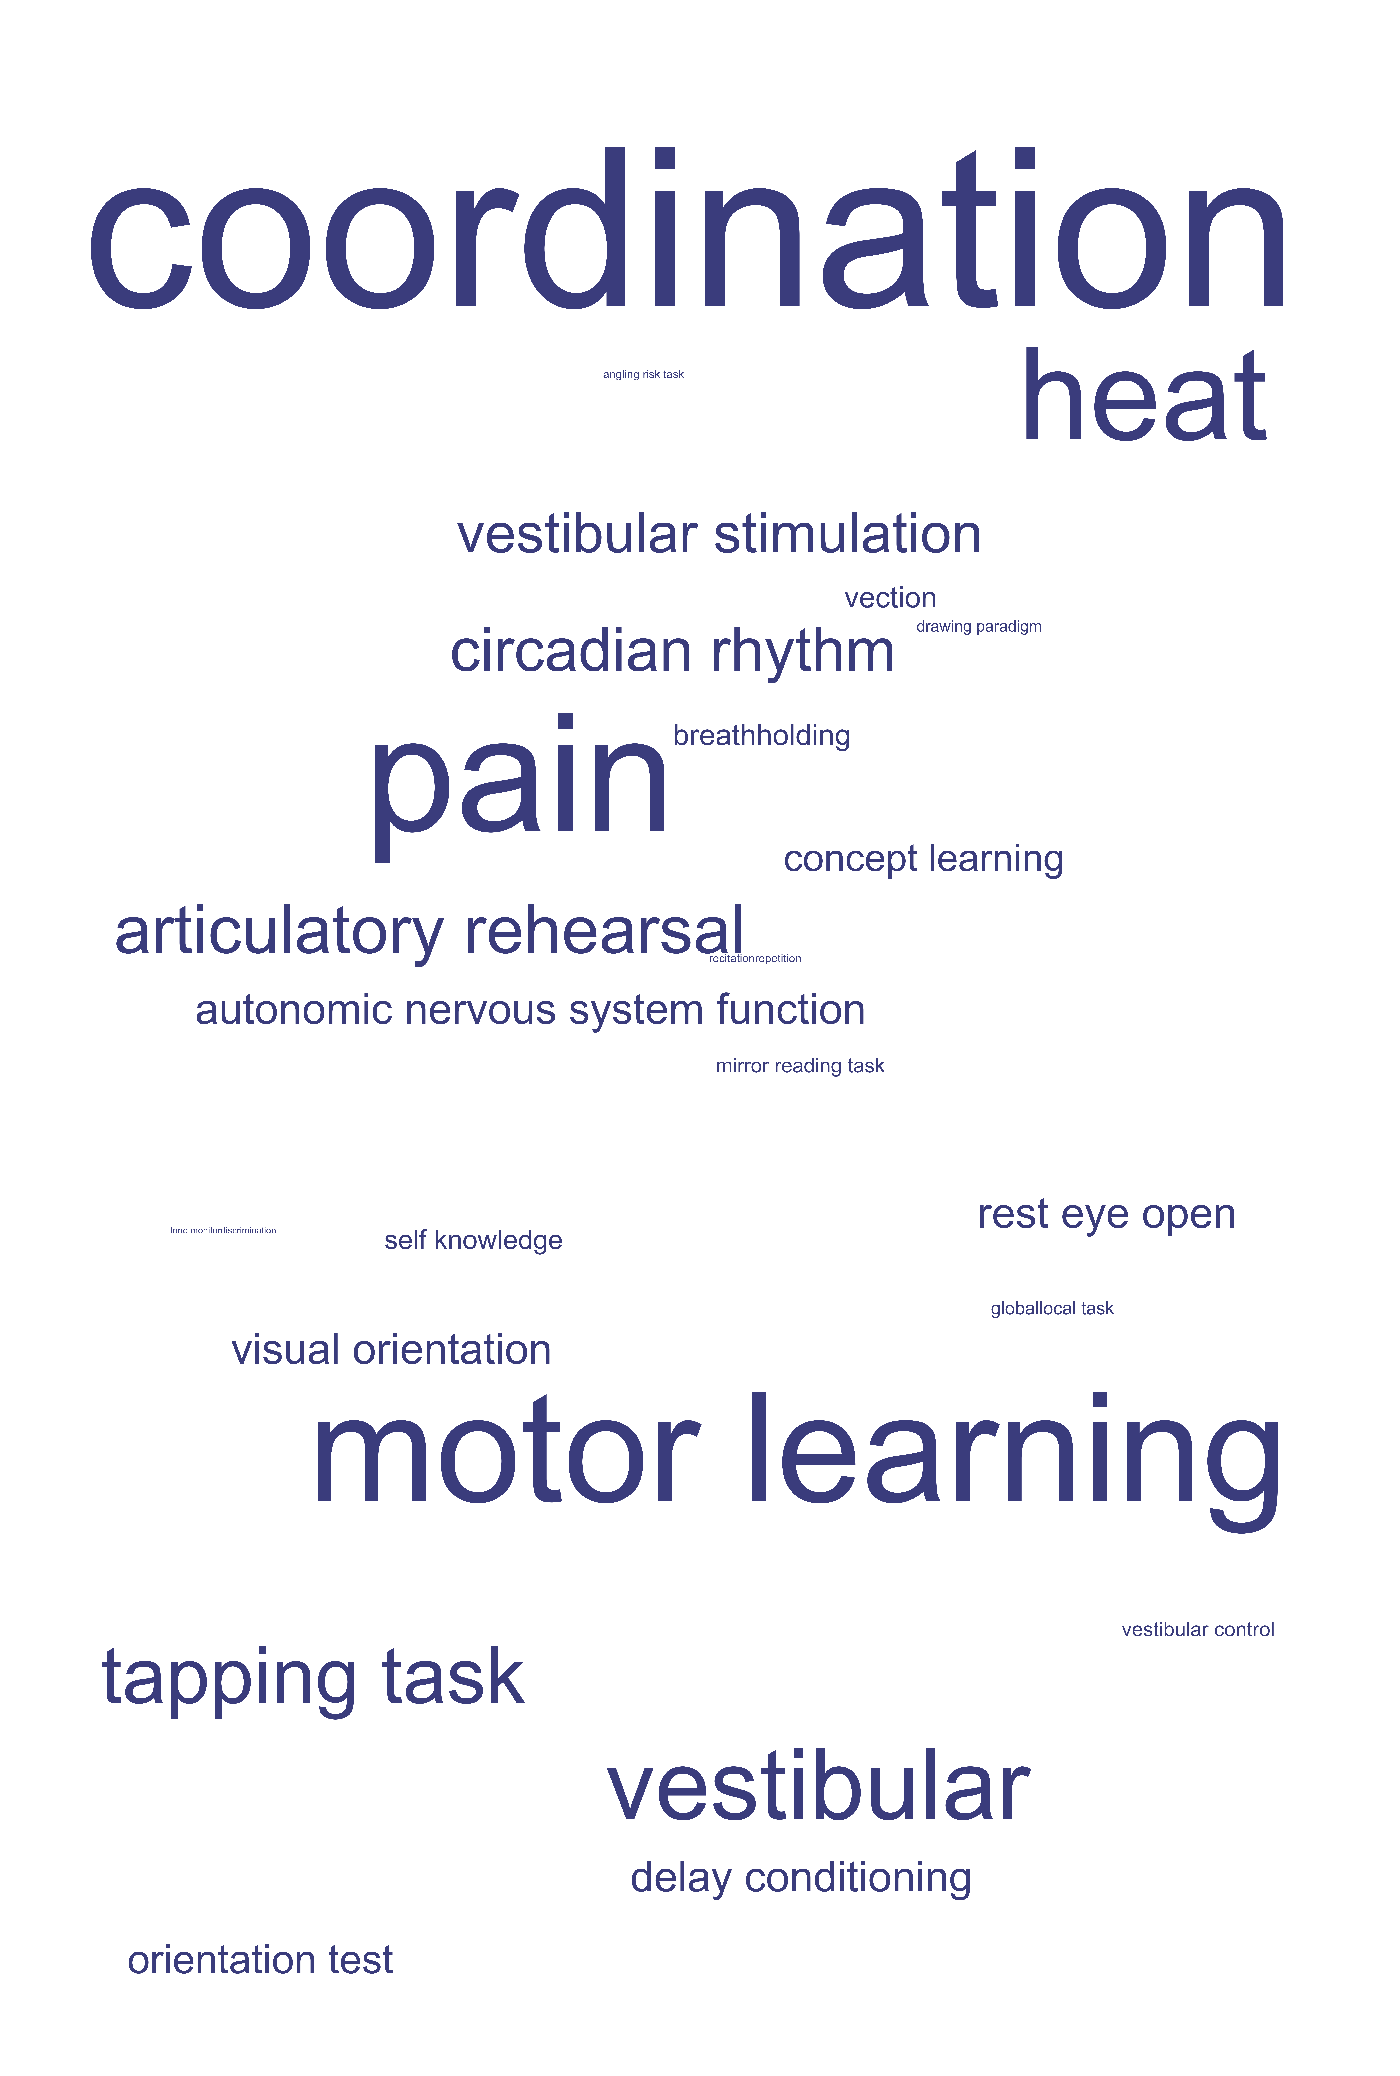 coordination
angling risk task
heat
vestibular stimulation
vection
drawing paradigm
circadian rhythm
pain
breathholding
concept learning
articulatory rehearsal
recitationrepetition
autonomic nervous system function
mirror reading task
rest eye open
self knowledge
globallocal task
visual orientation
motor learning
vestibular control
tapping task
vestibular
delay conditioning
orientation test